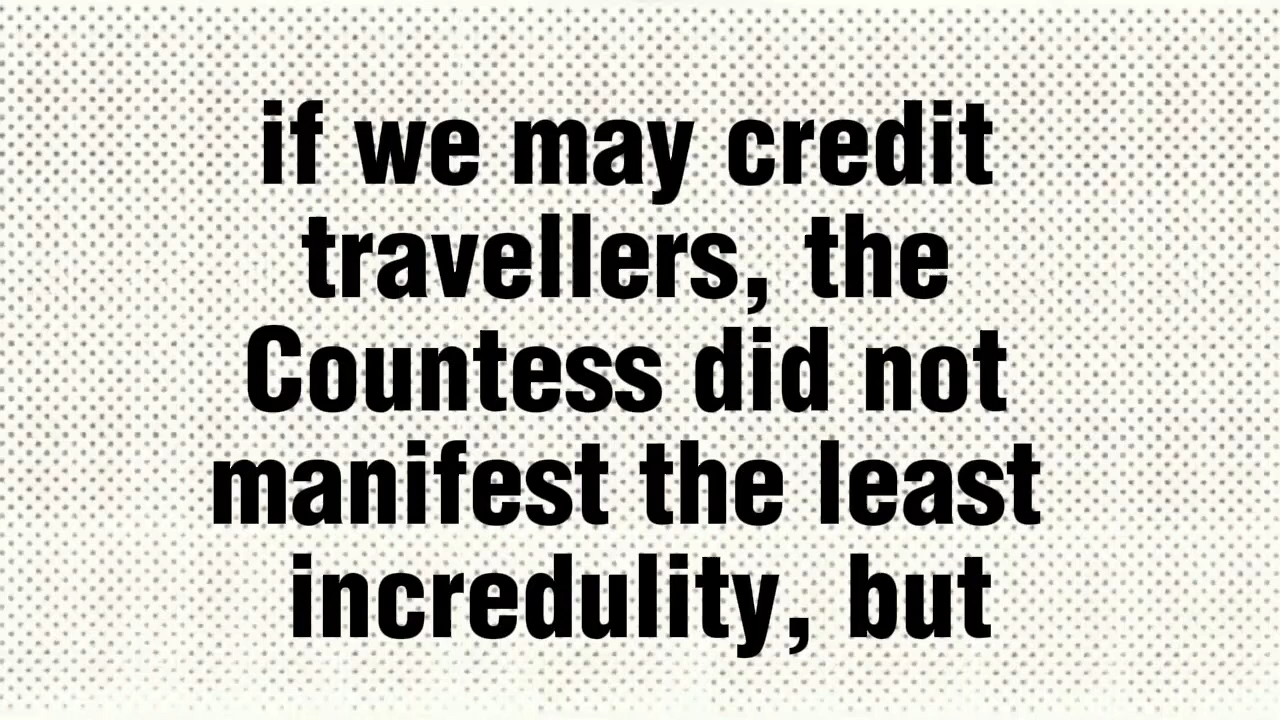 if we may credit
travellers, the
Countess did not
manifest the least
incredulity, but